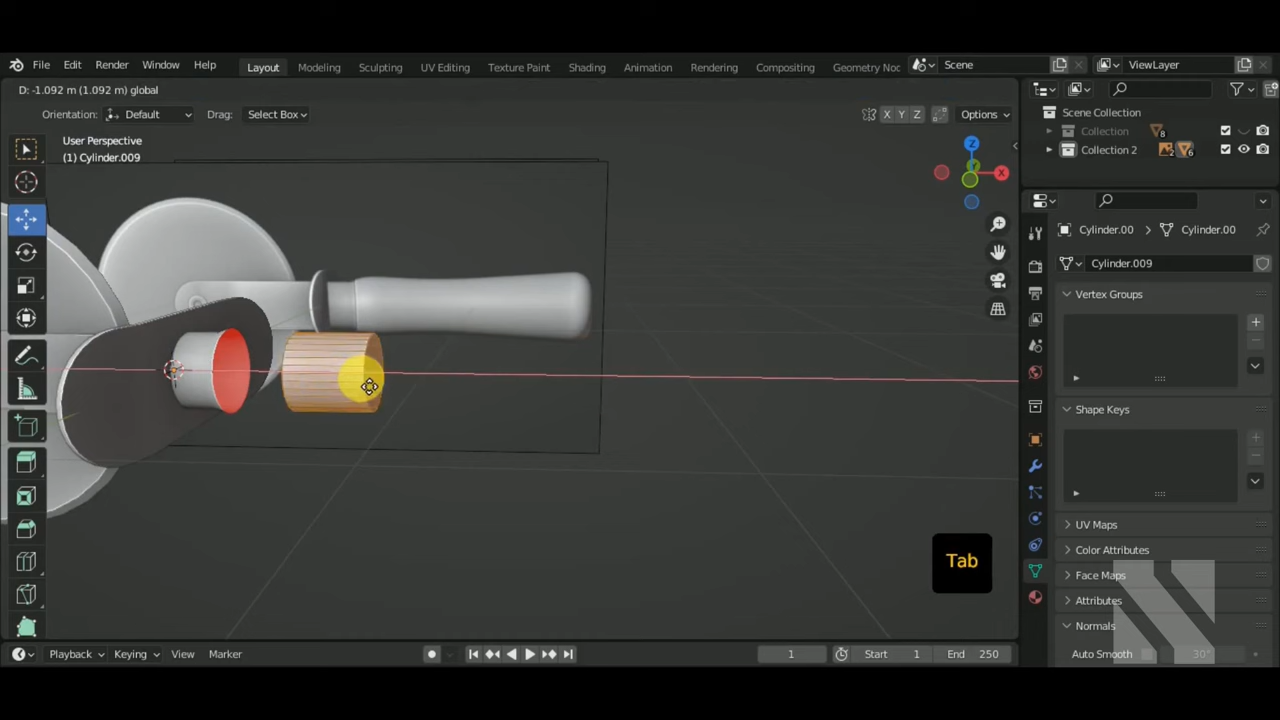 File Edit Render Window Help Layout Modeling Sculpting UV Editing Texture Paint Shading Animation Rendering Compositing Geometry Noc Scene ViewLayer
D: -1.092 m (1.092 m) global
Orientation: Default Drag: Select Box X Y Z Options
User Perspective
(1) Cylinder.009
Z
X
Scene Collection
Collection 8
Collection 2 2 6
Cylinder.00 Cylinder.00
Cylinder.009
Vertex Groups
Shape Keys
UV Maps
Color Attributes
Face Maps
Attributes
Normals
Auto Smooth 30°
Tab
Playback Keying View Marker 1 Start 1 End 250